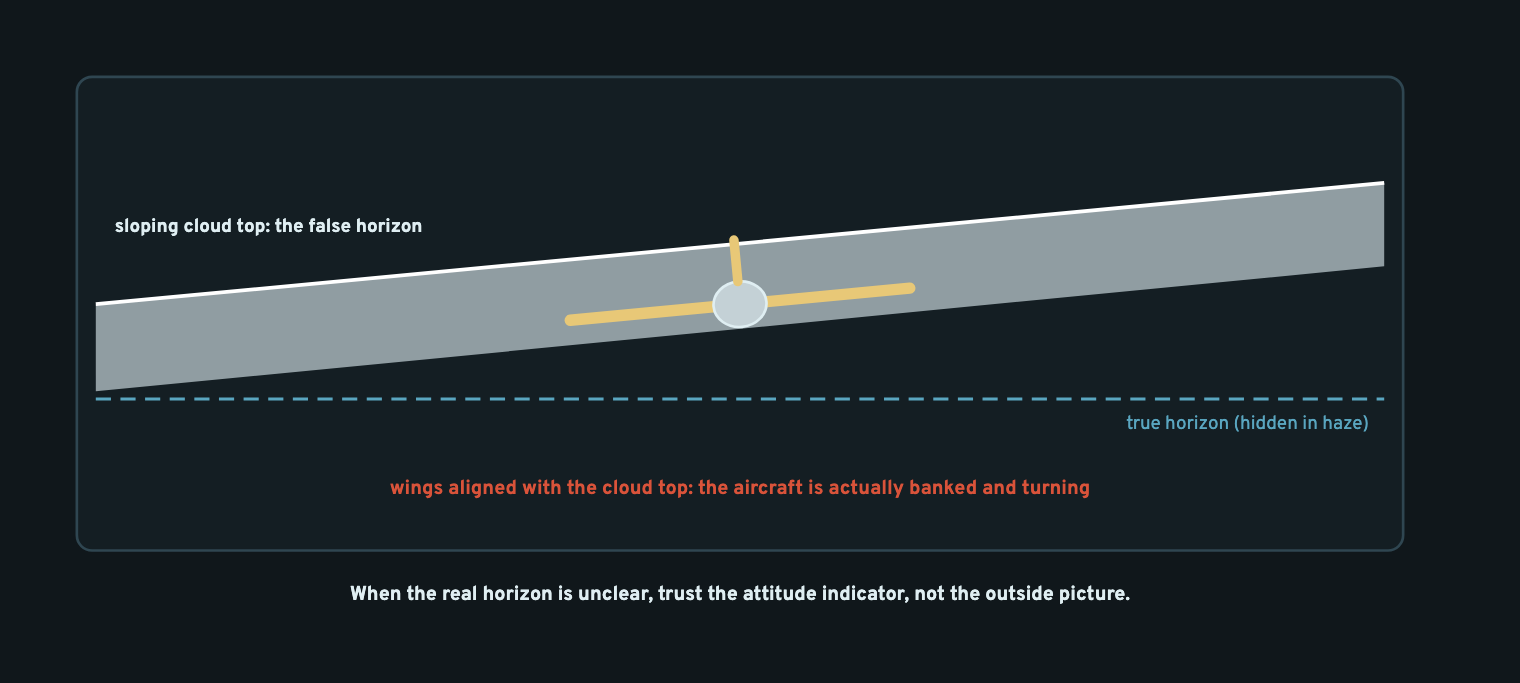 sloping cloud top: the false horizon
true horizon (hidden in haze)
wings aligned with the cloud top: the aircraft is actually banked and turning
When the real horizon is unclear, trust the attitude indicator, not the outside picture.